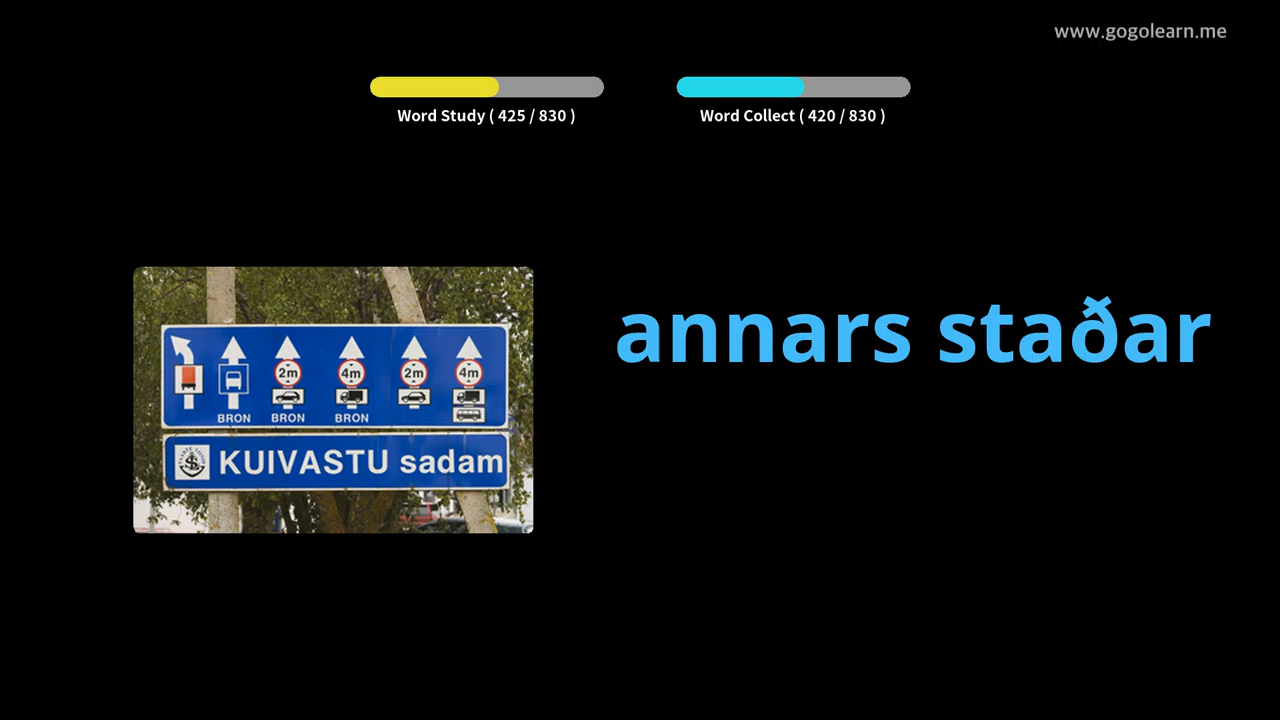 www.gogolearn.me
Word Study ( 425 / 830 )
Word Collect ( 420 / 830 )
annars staðar
2m
4m
2m
4m
BRON
BRON
BRON
KUIVASTU sadam